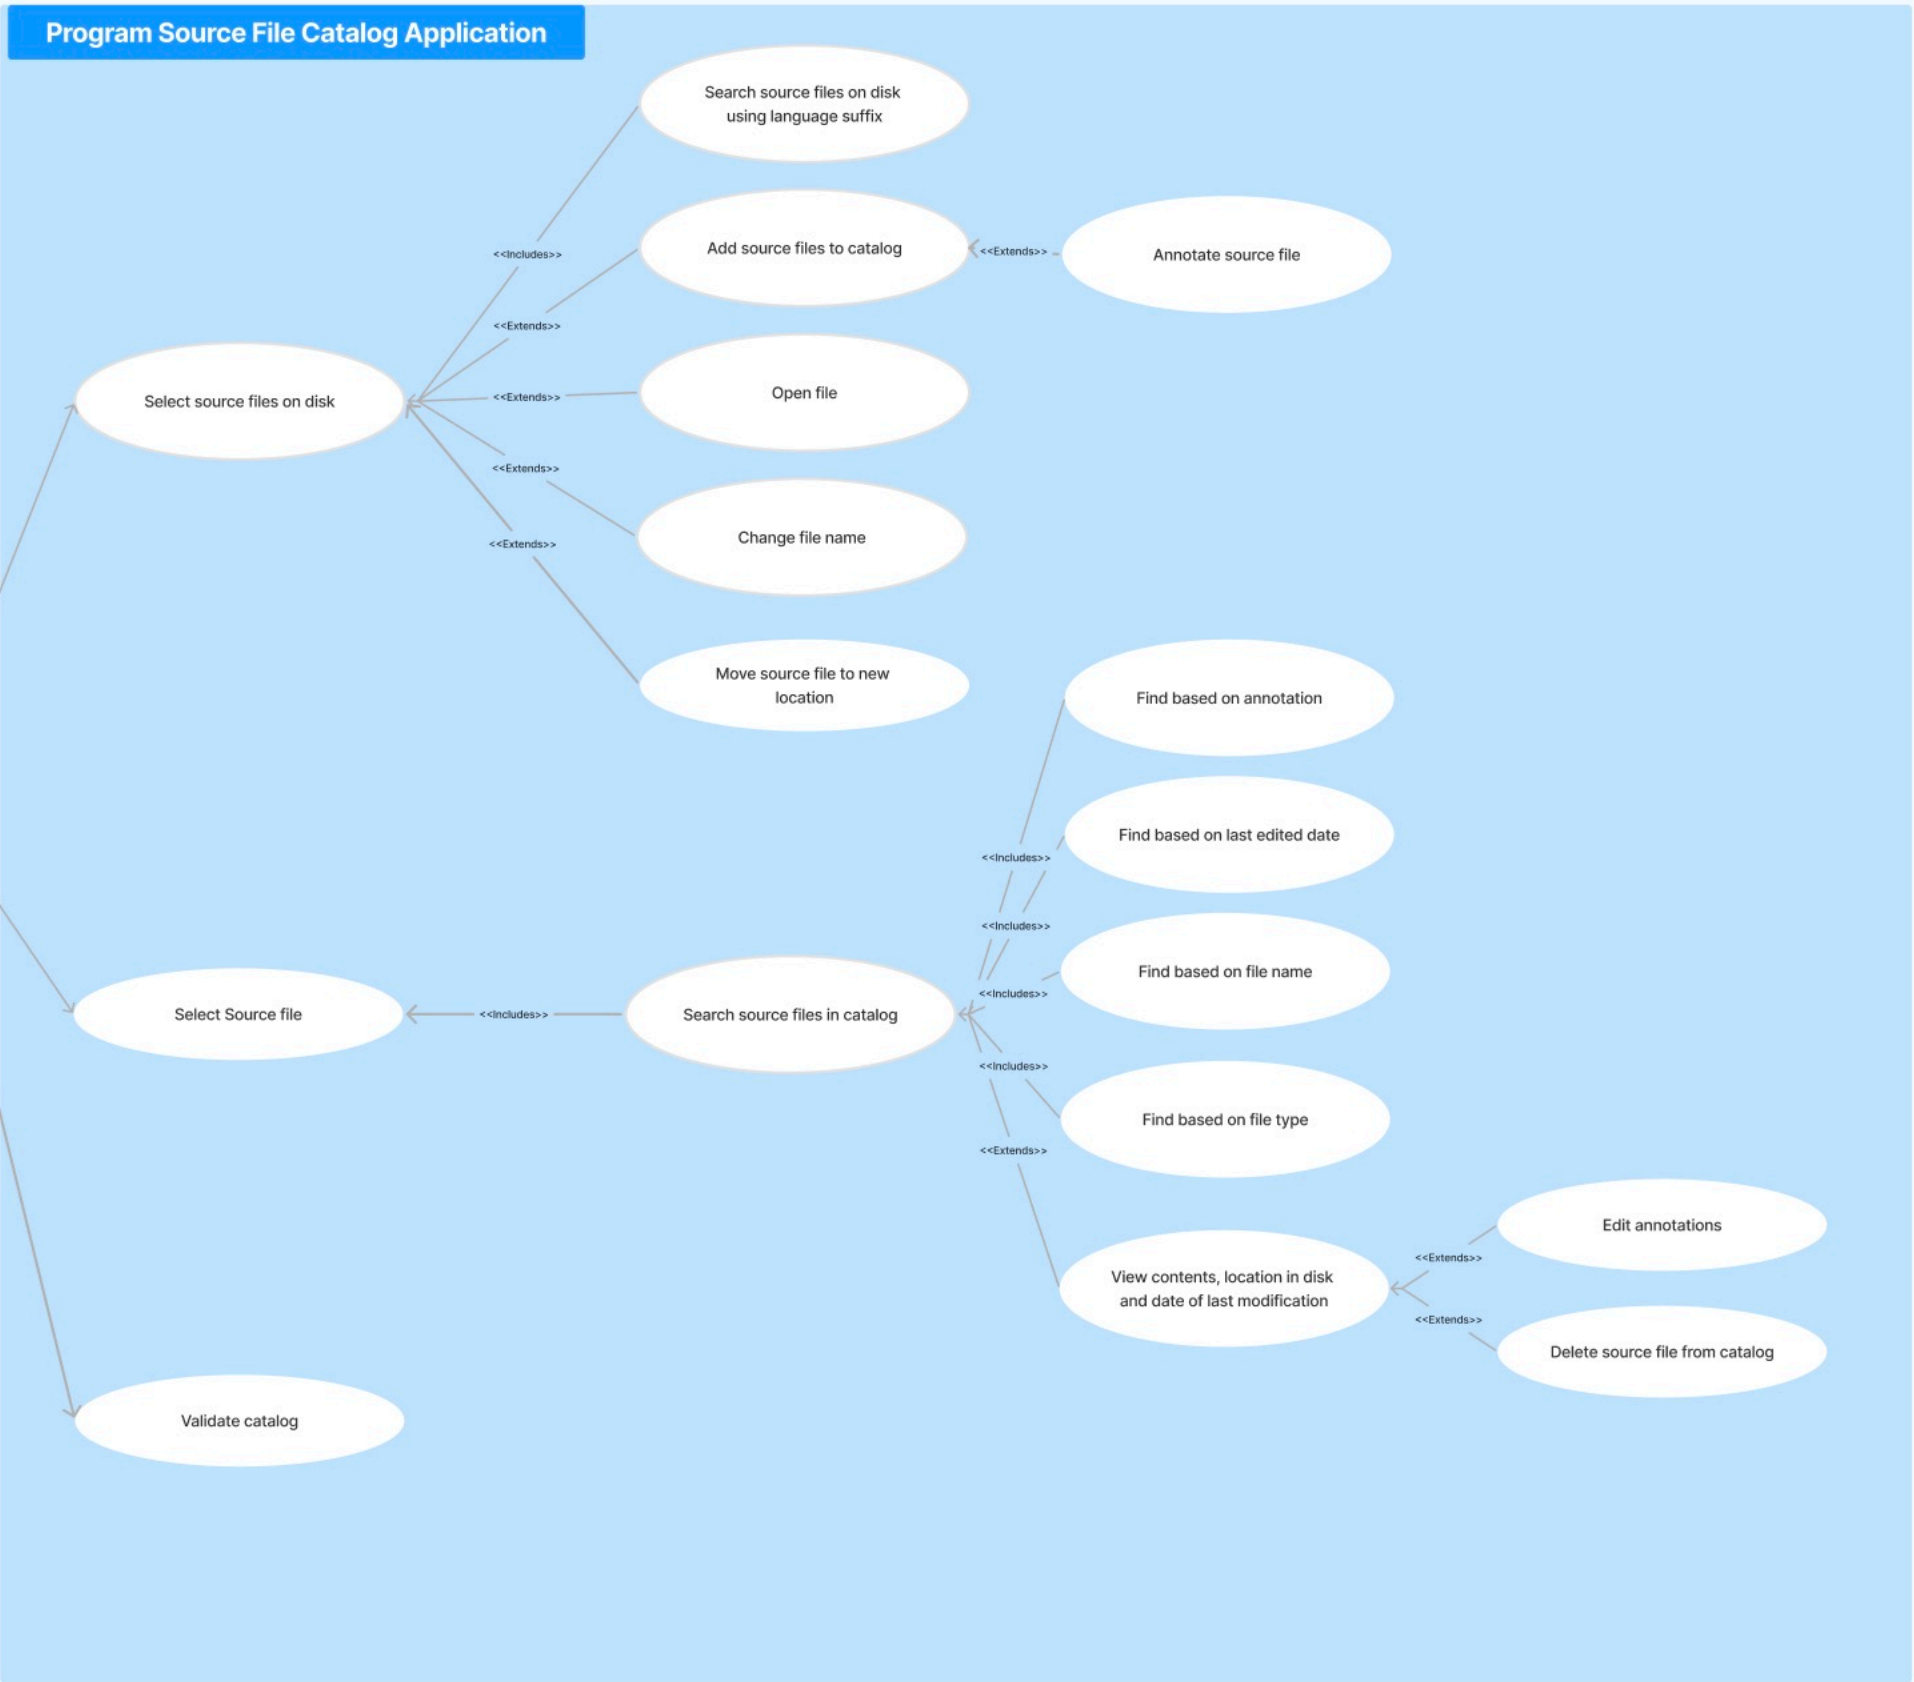 Program Source File Catalog Application
Search source files on disk
using language suffix
<<Includes>>
Add source files to catalog
<<Extends>>
Annotate source file
<<Extends>>
Select source files on disk
<<Extends>>
Open file
<<Extends>>
Change file name
<<Extends>>
Move source file to new
location
Find based on annotation
Find based on last edited date
<<Includes>>
<<Includes>>
Find based on file name
<<Includes>>
Select Source file
<<Includes>>
Search source files in catalog
<<Includes>>
Find based on file type
<<Extends>>
Edit annotations
<<Extends>>
View contents, location in disk
and date of last modification
<<Extends>>
Delete source file from catalog
Validate catalog